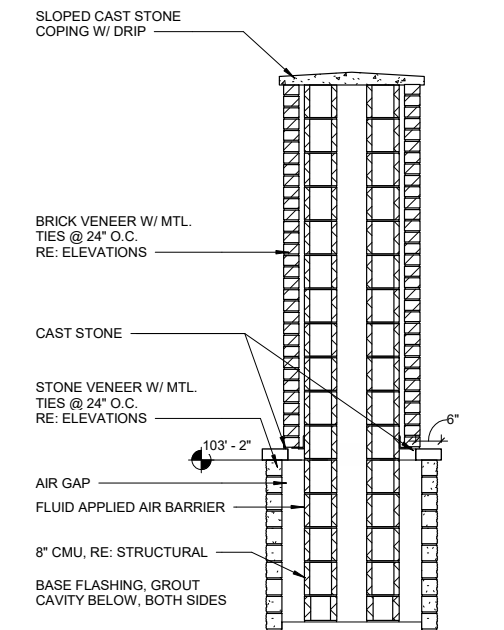 SLOPED CAST STONE
COPING W/ DRIP
BRICK VENEER W/ MTL.
TIES @ 24" O.C.
RE: ELEVATIONS
CAST STONE
STONE VENEER W/ MTL.
TIES @ 24" O.C.
RE: ELEVATIONS
6"
103' - 2"
AIR GAP
FLUID APPLIED AIR BARRIER
8" CMU, RE: STRUCTURAL
BASE FLASHING, GROUT
CAVITY BELOW, BOTH SIDES